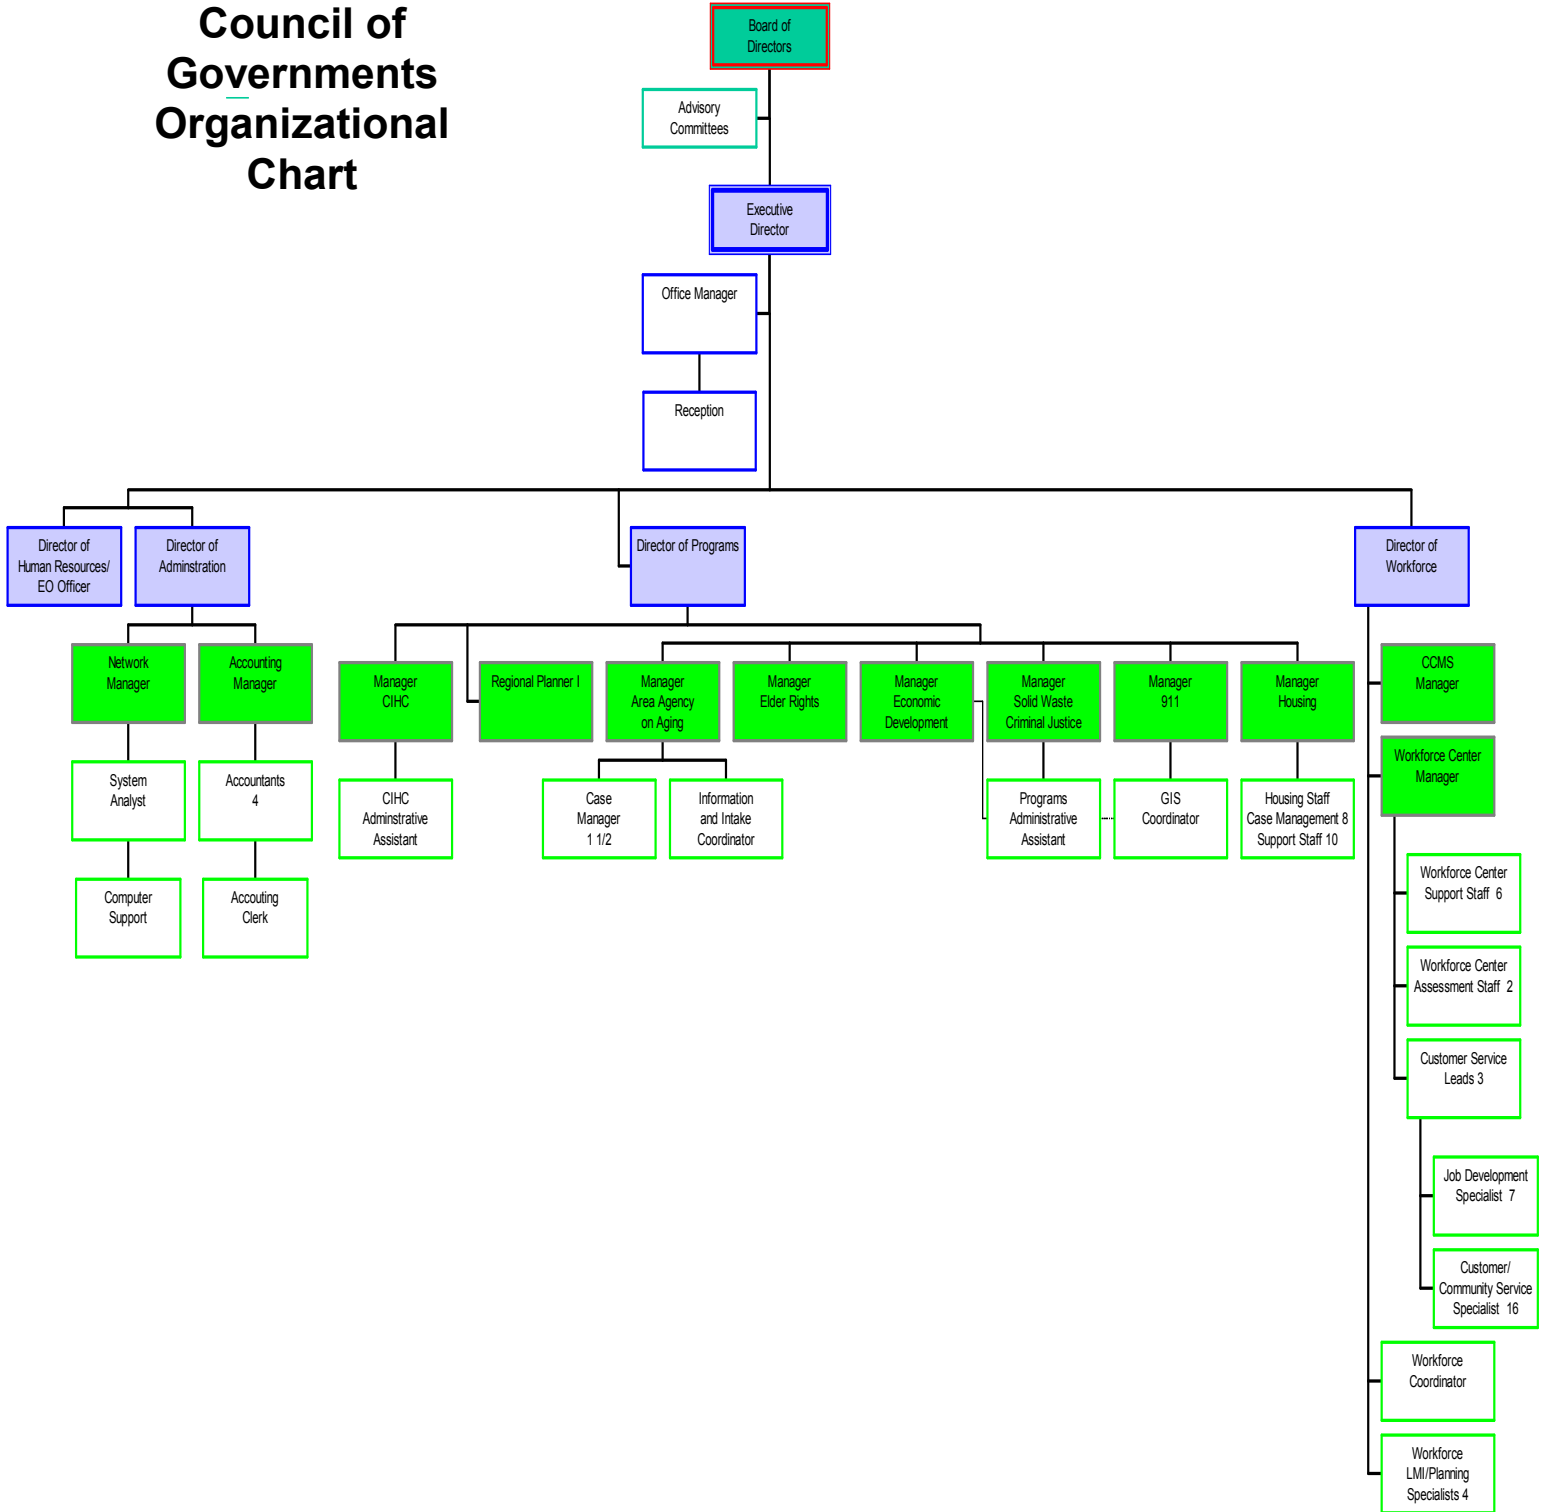 Council of
Governments
Organizational
Chart
Board of
Directors
Advisory
Committees
Executive
Director
Office Manager
Reception
Director of
Human Resources/
EO Officer
Director of
Adminstration
Director of Programs
Director of
Workforce
Network
Manager
Accounting
Manager
Manager
CIHC
Regional Planner I
Manager
Area Agency
on Aging
Manager
Elder Rights
Manager
Economic
Development
Manager
Solid Waste
Criminal Justice
Manager
911
Manager
Housing
CCMS
Manager
Workforce Center
Manager
System
Analyst
Accountants
4
CIHC
Adminstrative
Assistant
Case
Manager
1 1/2
Information
and Intake
Coordinator
Programs
Administrative
Assistant
GIS
Coordinator
Housing Staff
Case Management 8
Support Staff 10
Computer
Support
Accouting
Clerk
Workforce Center
Support Staff 6
Workforce Center
Assessment Staff 2
Customer Service
Leads 3
Job Development
Specialist 7
Customer/
Community Service
Specialist 16
Workforce
Coordinator
Workforce
LMI/Planning
Specialists 4